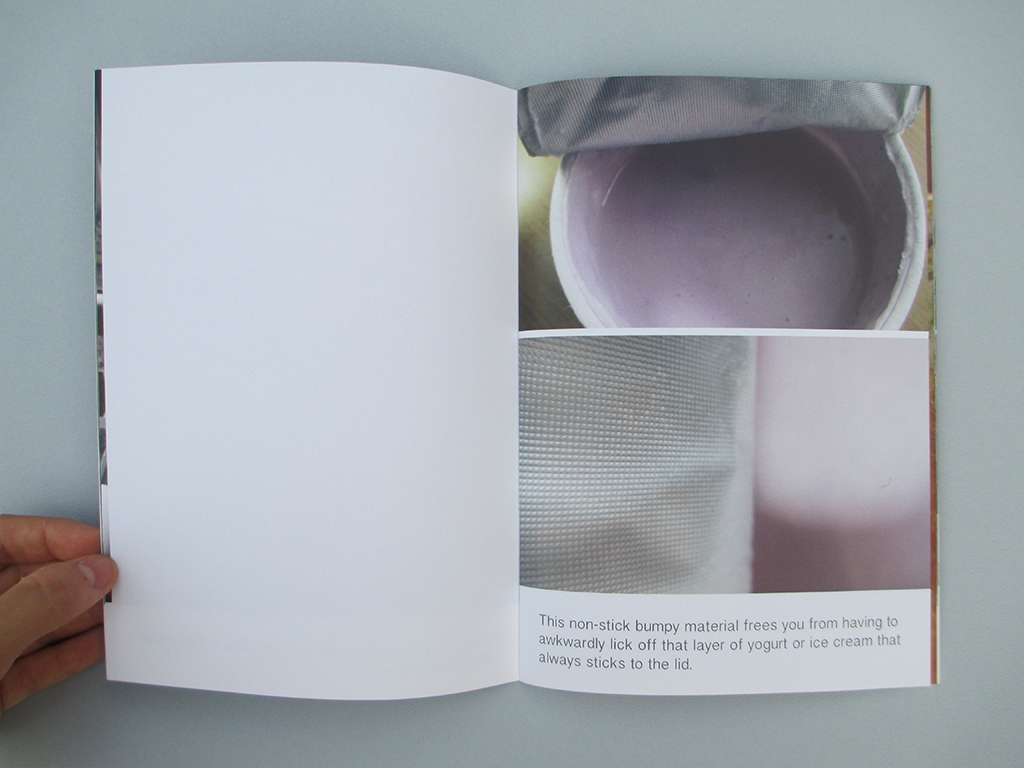 This non-stick bumpy material frees you from having to
awkwardly lick off that layer of yogurt or ice cream that
always sticks to the lid.